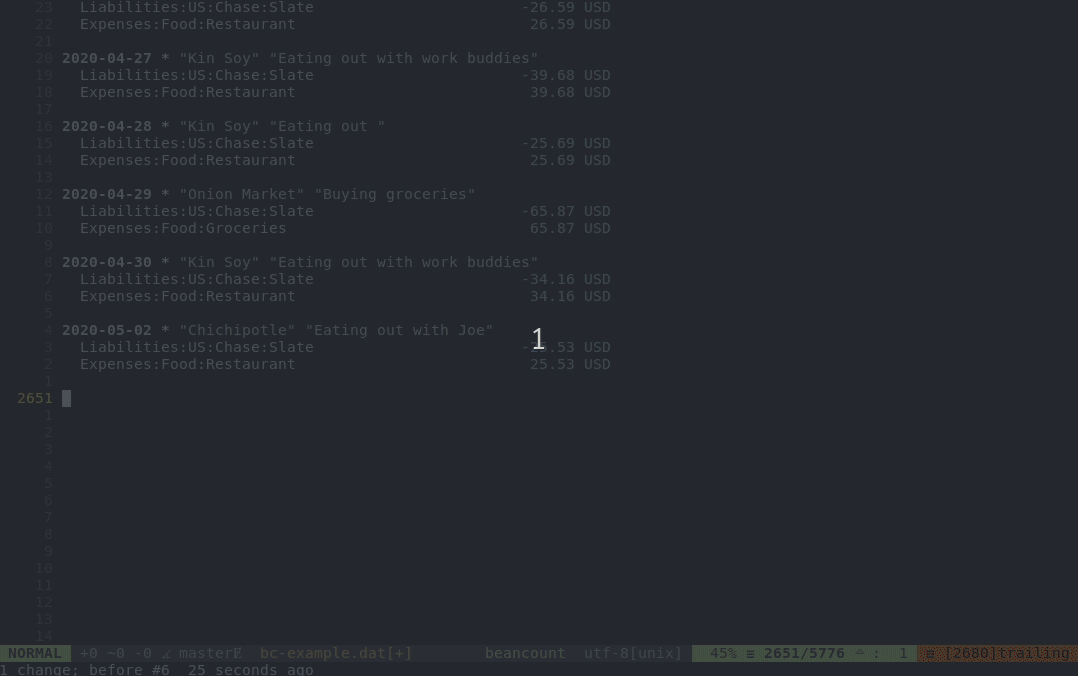 23 Liabilities:US:Chase:Slate -26.59 USD
22 Expenses:Food:Restaurant 26.59 USD
21
20 2020-04-27 * "Kin Soy" "Eating out with work buddies"
19 Liabilities:US:Chase:Slate -39.68 USD
18 Expenses:Food:Restaurant 39.68 USD
17
16 2020-04-28 * "Kin Soy" "Eating out "
15 Liabilities:US:Chase:Slate -25.69 USD
14 Expenses:Food:Restaurant 25.69 USD
13
12 2020-04-29 * "Onion Market" "Buying groceries"
11 Liabilities:US:Chase:Slate -65.87 USD
10 Expenses:Food:Groceries 65.87 USD
9
8 2020-04-30 * "Kin Soy" "Eating out with work buddies"
7 Liabilities:US:Chase:Slate -34.16 USD
6 Expenses:Food:Restaurant 34.16 USD
5
4 2020-05-02 * "Chichipotle" "Eating out with Joe"
1
3 Liabilities:US:Chase:Slate -25.53 USD
2 Expenses:Food:Restaurant 25.53 USD
1
2651
1
2
3
4
5
6
7
8
9
10
11
12
13
14
NORMAL +0 ~0 -0 master bc-example.dat[+] beancount utf-8[unix] 45% ≡ 2651/5776 : 1 ≡ [2680]trailing
1 change; before #6 25 seconds ago